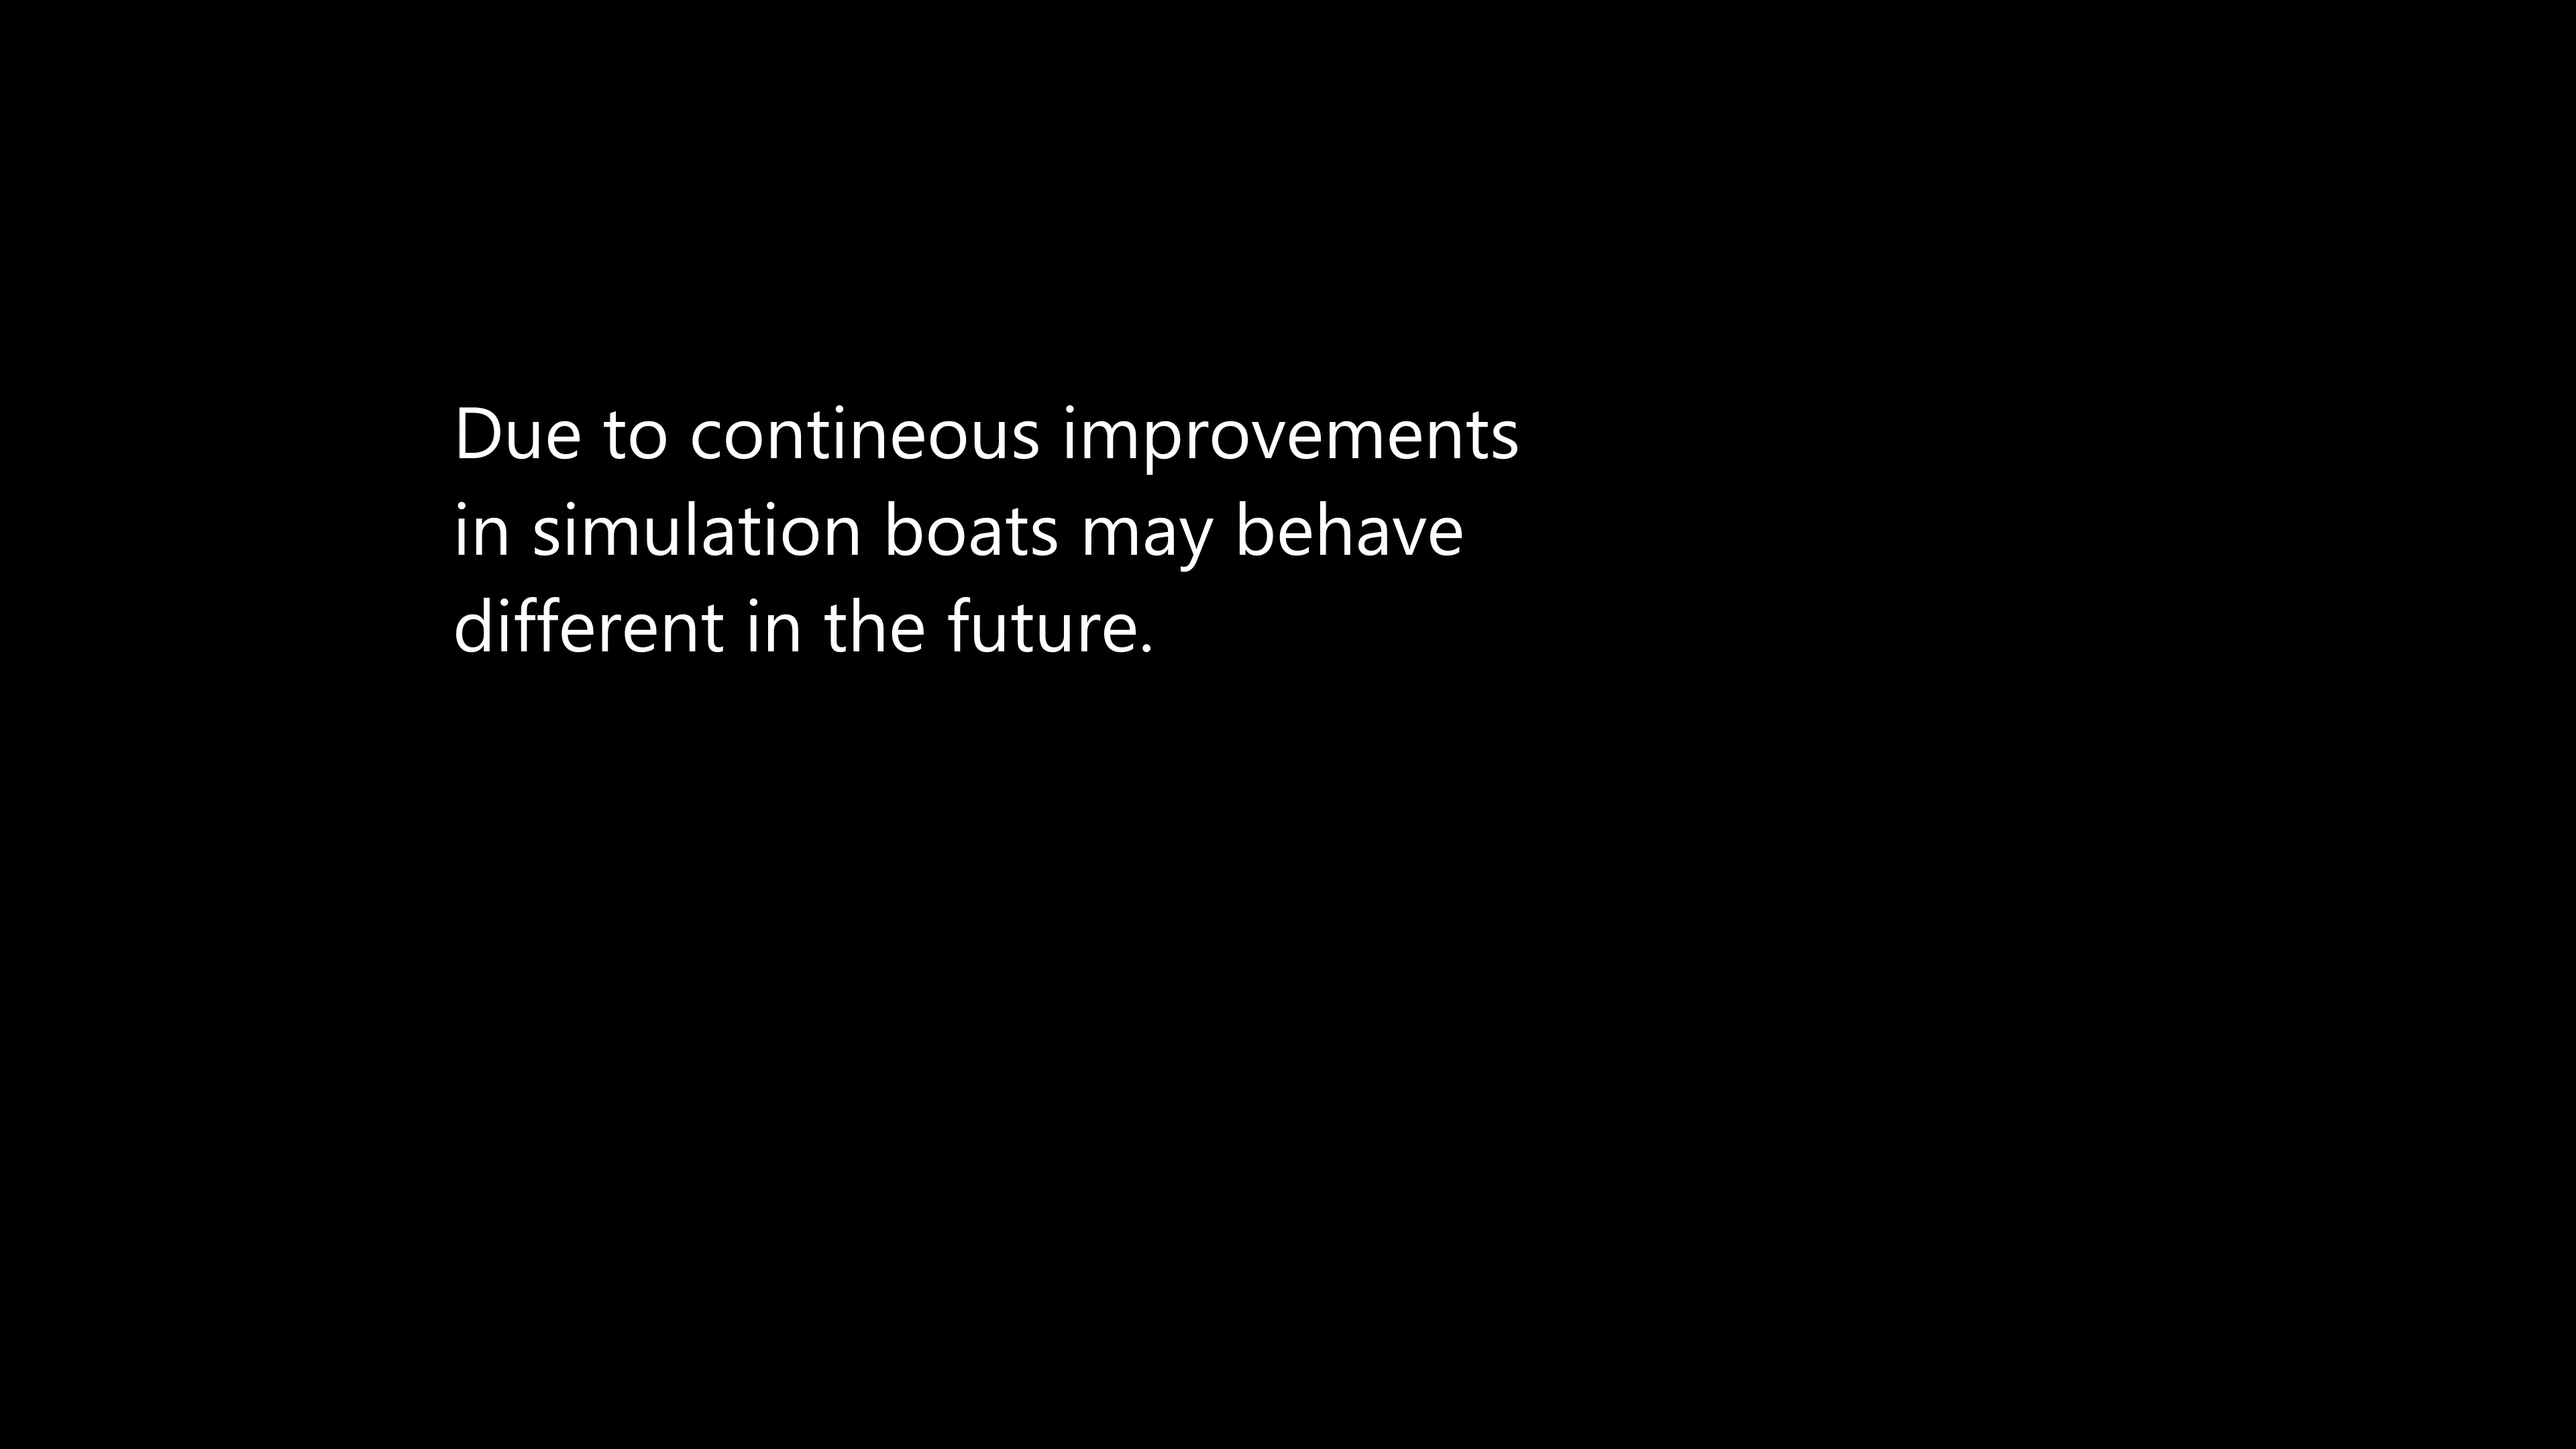 Due to contineous improvements
in simulation boats may behave
different in the future.